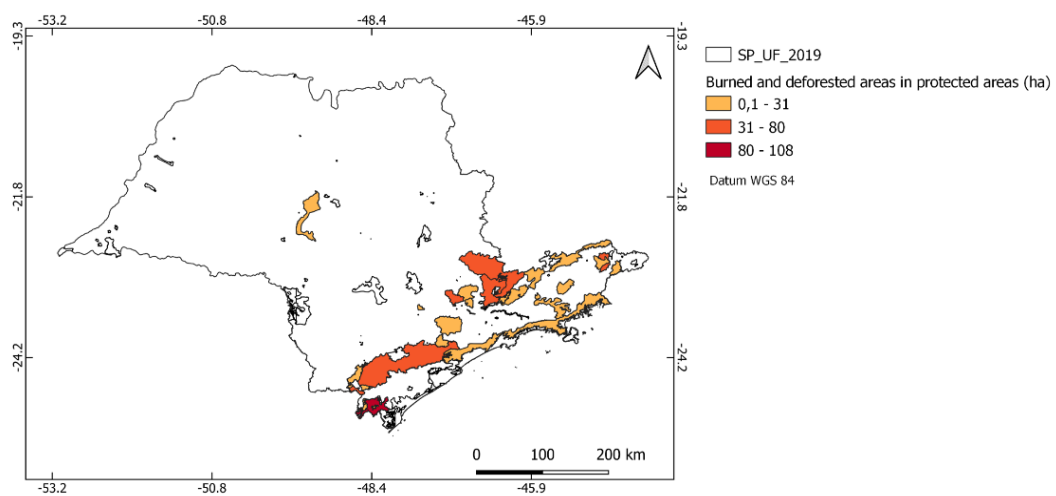 -53.2 -50.8 -48.4 -45.9
-19.3 -19.3
SP_UF_2019
Burned and deforested areas in protected areas (ha)
0,1 - 31
31 - 80
80 - 108
Datum WGS 84
-21.8 -21.8
-24.2 -24.2
0 100 200 km
-53.2 -50.8 -48.4 -45.9